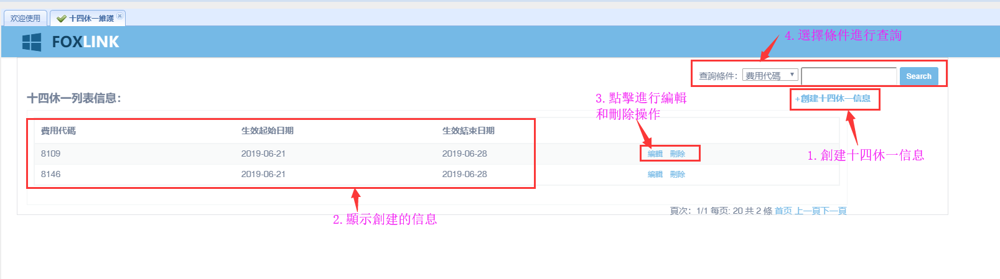 欢迎使用
十四休一維護
FOXLINK
4.選擇條件進行查詢
查詢條件: 費用代碼 Search
十四休一列表信息:
3.點擊進行編輯
和刪除操作
+創建十四休一信息
費用代碼 生效起始日期 生效結束日期
8109 2019-06-21 2019-06-28 編輯 刪除
1.創建十四休一信息
8146 2019-06-21 2019-06-28 編輯 刪除
頁次: 1/1 每页: 20 共 2 條 首页 上一頁下一頁
2.顯示創建的信息